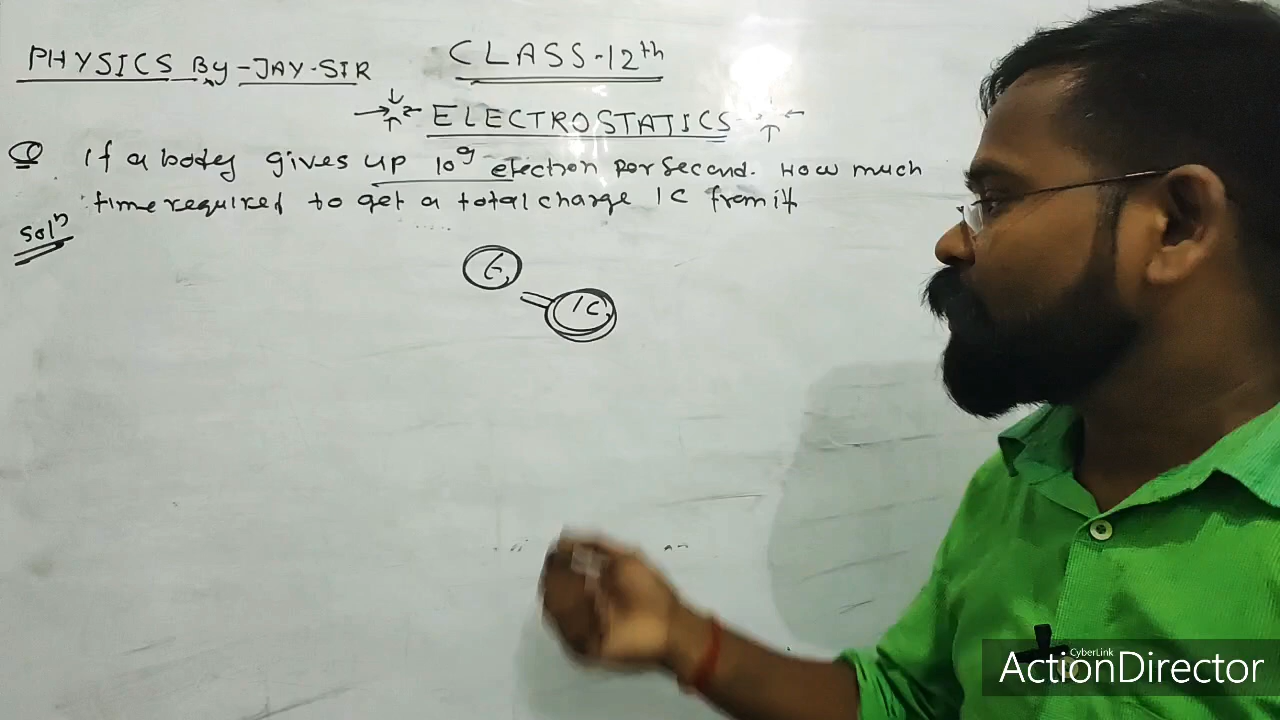 PHYSICS By-JAY-SIR
CLASS-12th
ELECTROSTATICS
Q If a body gives up 10⁹ electron per second. How much
time required to get a total charge 1C from it
Solⁿ
1C
CyberLink
ActionDirector